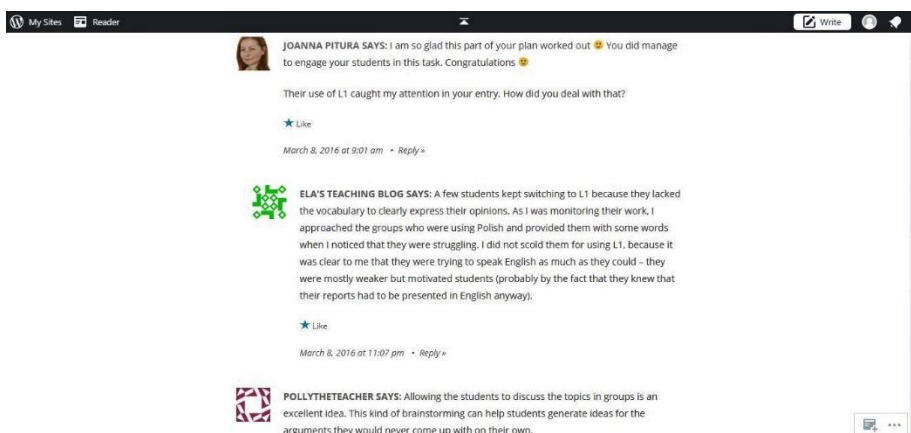 My Sites Reader Write
JOANNA PITURA SAYS: I am so glad this part of your plan worked out 🙂 You did manage
to engage your students in this task. Congratulations 🙂
Their use of L1 caught my attention in your entry. How did you deal with that?
★ Like
March 8, 2016 at 9:01 am • Reply »
ELA'S TEACHING BLOG SAYS: A few students kept switching to L1 because they lacked
the vocabulary to clearly express their opinions. As I was monitoring their work, I
approached the groups who were using Polish and provided them with some words
when I noticed that they were struggling. I did not scold them for using L1, because it
was clear to me that they were trying to speak English as much as they could – they
were mostly weaker but motivated students (probably by the fact that they knew that
their reports had to be presented in English anyway).
★ Like
March 8, 2016 at 11:07 pm • Reply »
POLLYTHETEACHER SAYS: Allowing the students to discuss the topics in groups is an
excellent idea. This kind of brainstorming can help students generate ideas for the
arguments they would never come up with on their own.